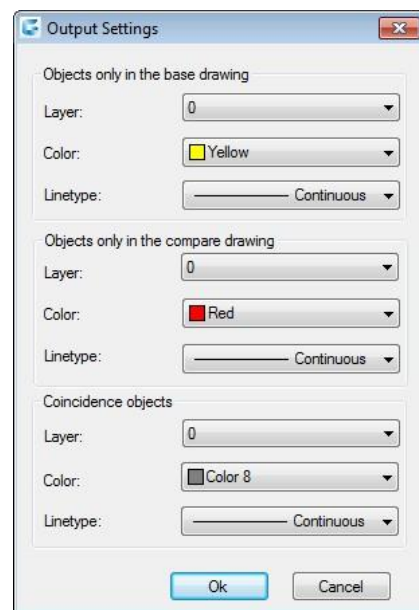 Output Settings
Objects only in the base drawing
Layer: 0
Color: Yellow
Linetype: Continuous
Objects only in the compare drawing
Layer: 0
Color: Red
Linetype: Continuous
Coincidence objects
Layer: 0
Color: Color 8
Linetype: Continuous
Ok Cancel